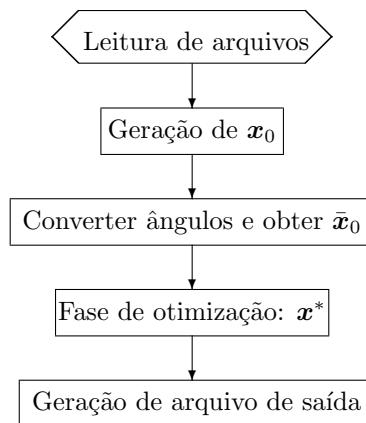 Leitura de arquivos
Geração de x₀
Converter ângulos e obter x̄₀
Fase de otimização: x*
Geração de arquivo de saída